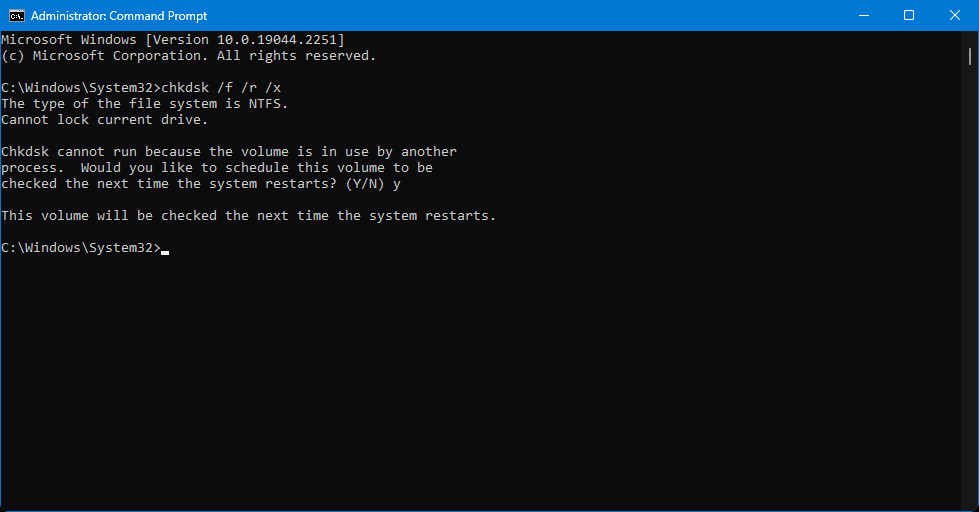 Administrator: Command Prompt
Microsoft Windows [Version 10.0.19044.2251]
(c) Microsoft Corporation. All rights reserved.
C:\Windows\System32>chkdsk /f /r /x
The type of the file system is NTFS.
Cannot lock current drive.
Chkdsk cannot run because the volume is in use by another
process.  Would you like to schedule this volume to be
checked the next time the system restarts? (Y/N) y
This volume will be checked the next time the system restarts.
C:\Windows\System32>